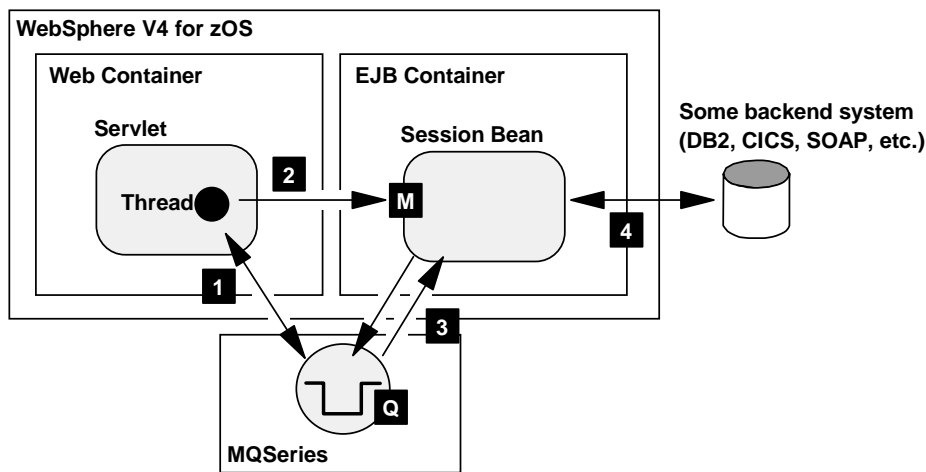 WebSphere V4 for zOS
Web Container
EJB Container
Servlet
Session Bean
Some backend system
(DB2, CICS, SOAP, etc.)
Thread
2
M
4
1
3
Q
MQSeries